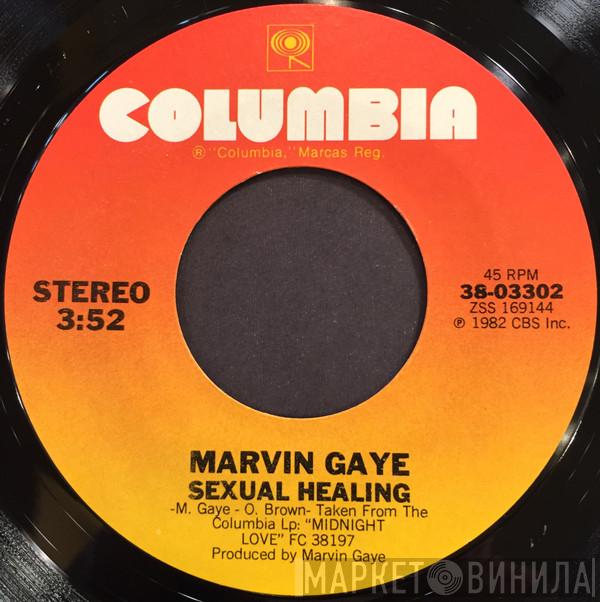 COLUMBIA
® "Columbia," Marcas Reg.
STEREO
3:52
45 RPM
38-03302
ZSS 169144
℗ 1982 CBS Inc.
MARVIN GAYE
SEXUAL HEALING
-M. Gaye - O. Brown- Taken From The
Columbia Lp: "MIDNIGHT
LOVE" FC 38197
Produced by Marvin Gaye
МАРКЕТ ВИНИЛА